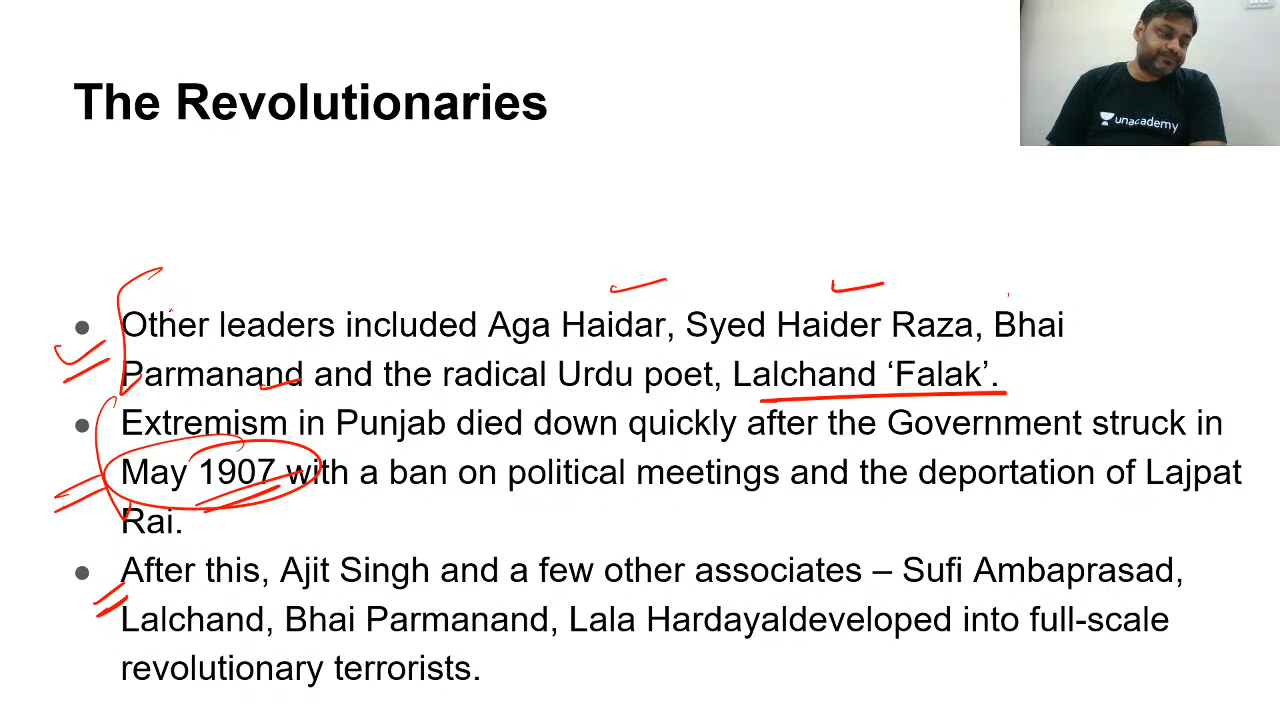 The Revolutionaries
unacademy
Other leaders included Aga Haidar, Syed Haider Raza, Bhai
Parmanand and the radical Urdu poet, Lalchand ‘Falak’.
Extremism in Punjab died down quickly after the Government struck in
May 1907 with a ban on political meetings and the deportation of Lajpat
Rai.
After this, Ajit Singh and a few other associates – Sufi Ambaprasad,
Lalchand, Bhai Parmanand, Lala Hardayaldeveloped into full-scale
revolutionary terrorists.